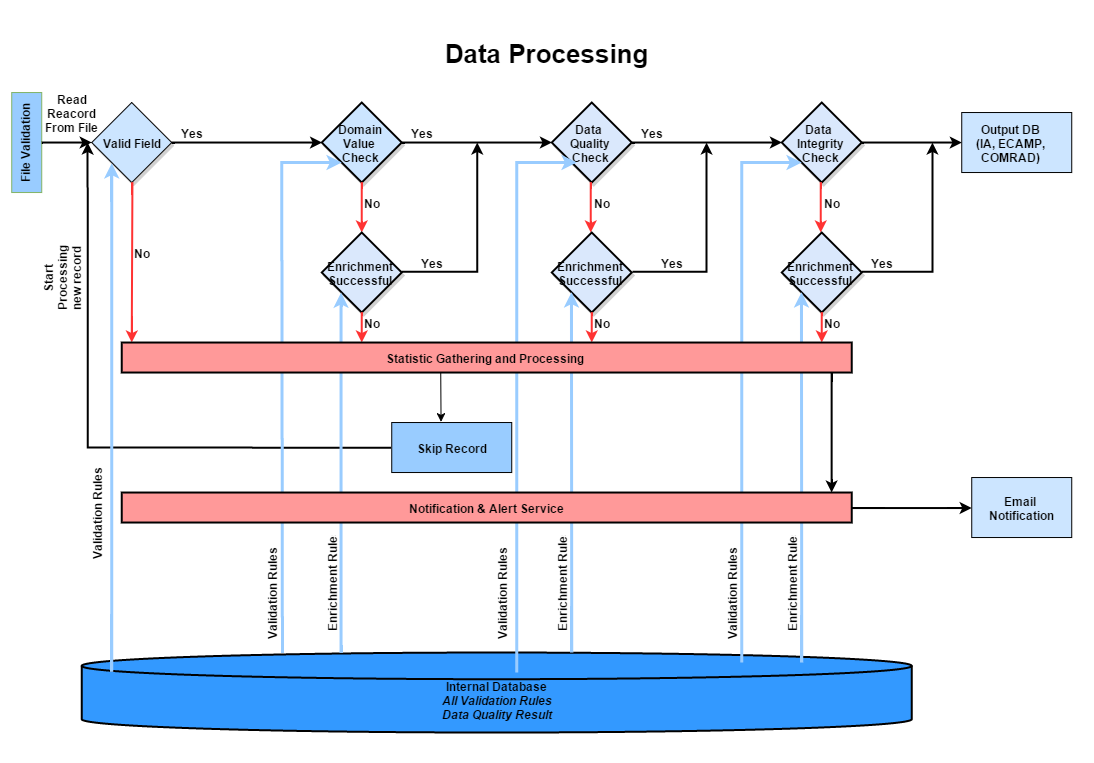 Data Processing
File Validation
Read
Reacord
From File
Valid Field
Yes
Domain
Value
Check
Yes
Data
Quality
Check
Yes
Data
Integrity
Check
Output DB
(IA, ECAMP,
COMRAD)
No
No
No
No
Start
Processing
new record
Enrichment
Successful
Yes
Enrichment
Successful
Yes
Enrichment
Successful
Yes
No
No
No
Statistic Gathering and Processing
Skip Record
Validation Rules
Notification & Alert Service
Email
Notification
Validation Rules
Enrichment Rule
Validation Rules
Enrichment Rule
Validation Rules
Enrichment Rule
Internal Database
All Validation Rules
Data Quality Result